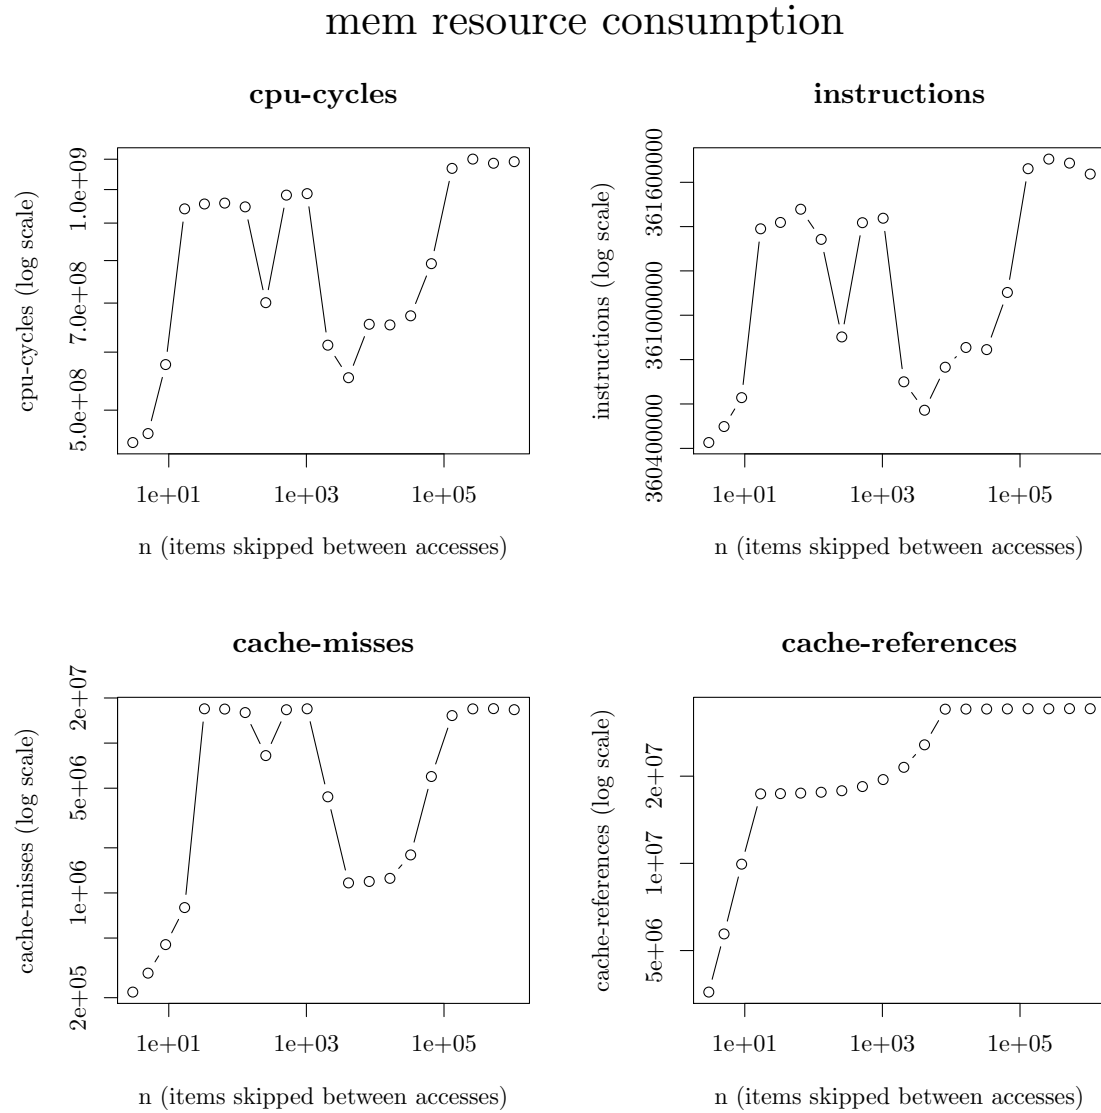 mem resource consumption
cpu-cycles
cpu-cycles (log scale)
5.0e+08 7.0e+08 1.0e+09
1e+01 1e+03 1e+05
n (items skipped between accesses)
instructions
instructions (log scale)
360400000 361000000 361600000
1e+01 1e+03 1e+05
n (items skipped between accesses)
cache-misses
cache-misses (log scale)
2e+05 1e+06 5e+06 2e+07
1e+01 1e+03 1e+05
n (items skipped between accesses)
cache-references
cache-references (log scale)
5e+06 1e+07 2e+07
1e+01 1e+03 1e+05
n (items skipped between accesses)